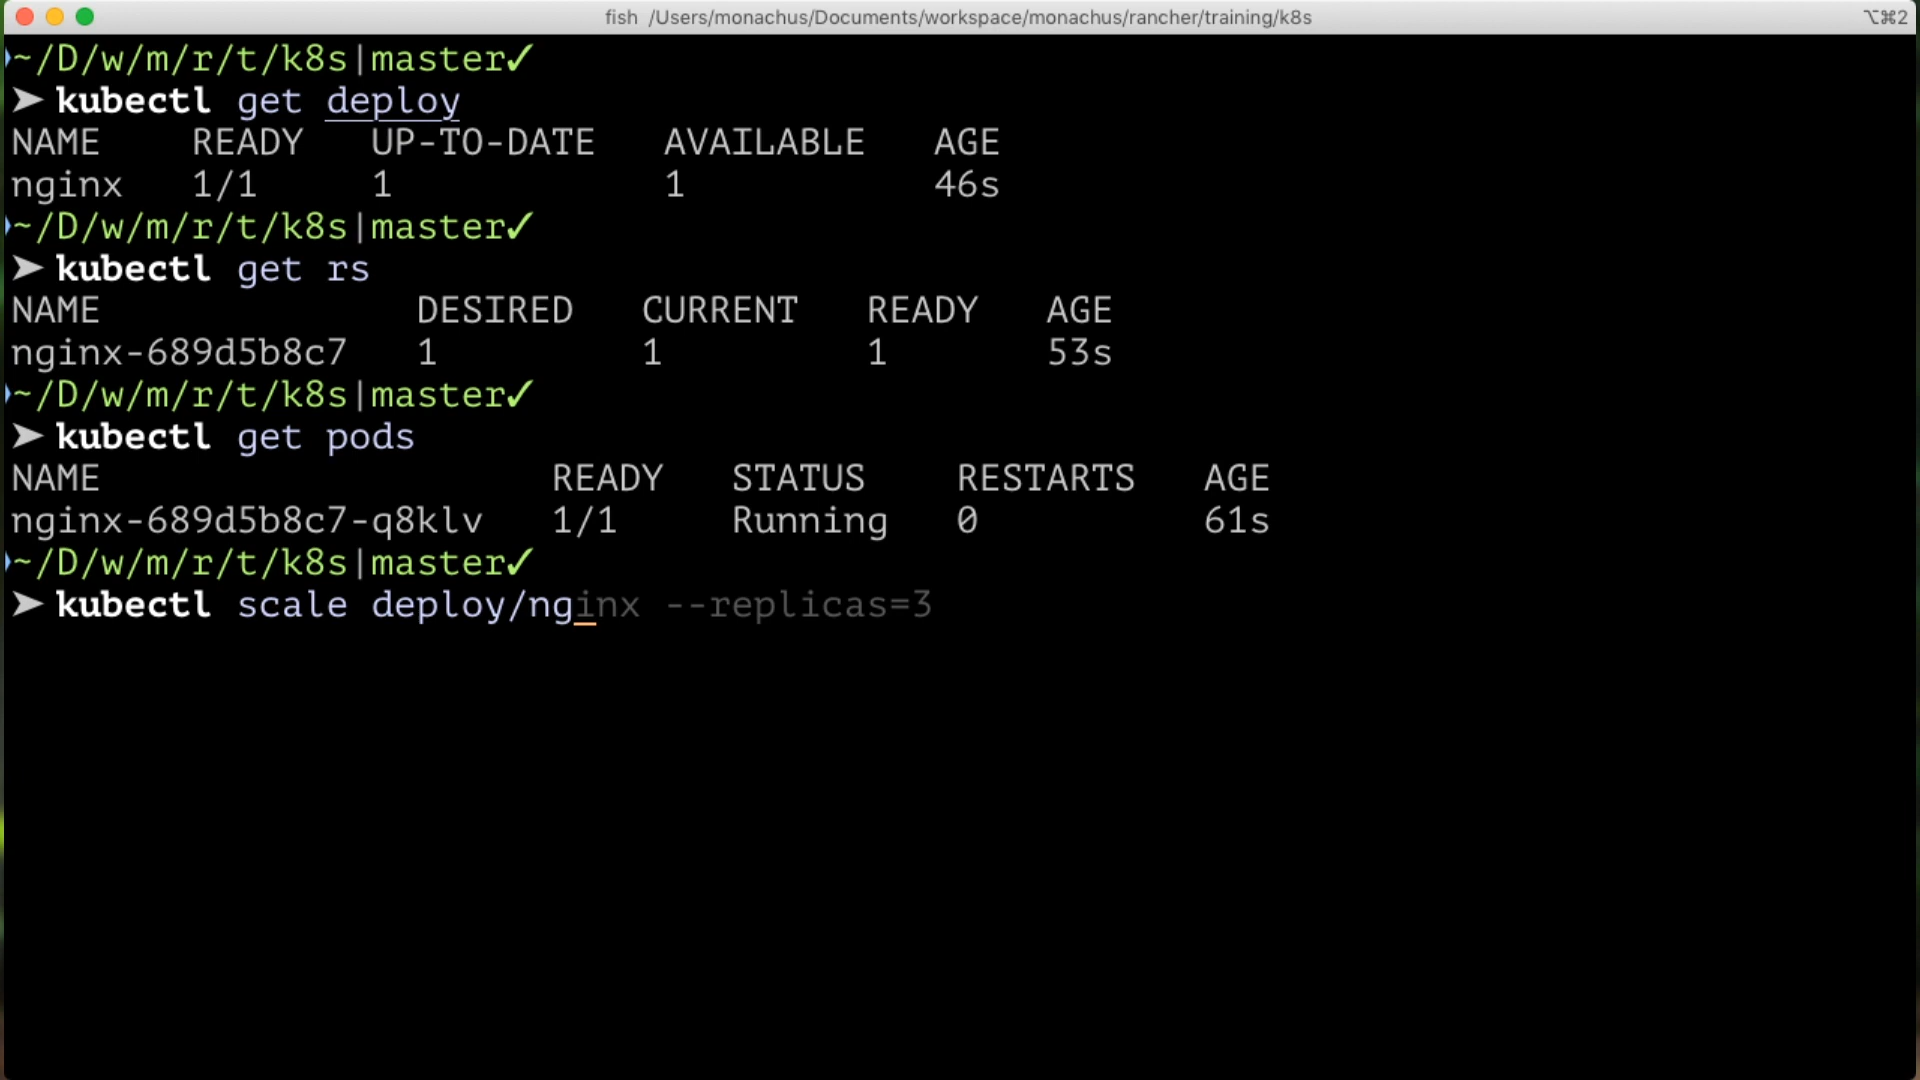 fish /Users/monachus/Documents/workspace/monachus/rancher/training/k8s ⌥⌘2
~/D/w/m/r/t/k8s|master✓
➤ kubectl get deploy
NAME READY UP-TO-DATE AVAILABLE AGE
nginx 1/1 1 1 46s
~/D/w/m/r/t/k8s|master✓
➤ kubectl get rs
NAME DESIRED CURRENT READY AGE
nginx-689d5b8c7 1 1 1 53s
~/D/w/m/r/t/k8s|master✓
➤ kubectl get pods
NAME READY STATUS RESTARTS AGE
nginx-689d5b8c7-q8klv 1/1 Running 0 61s
~/D/w/m/r/t/k8s|master✓
➤ kubectl scale deploy/nginx --replicas=3